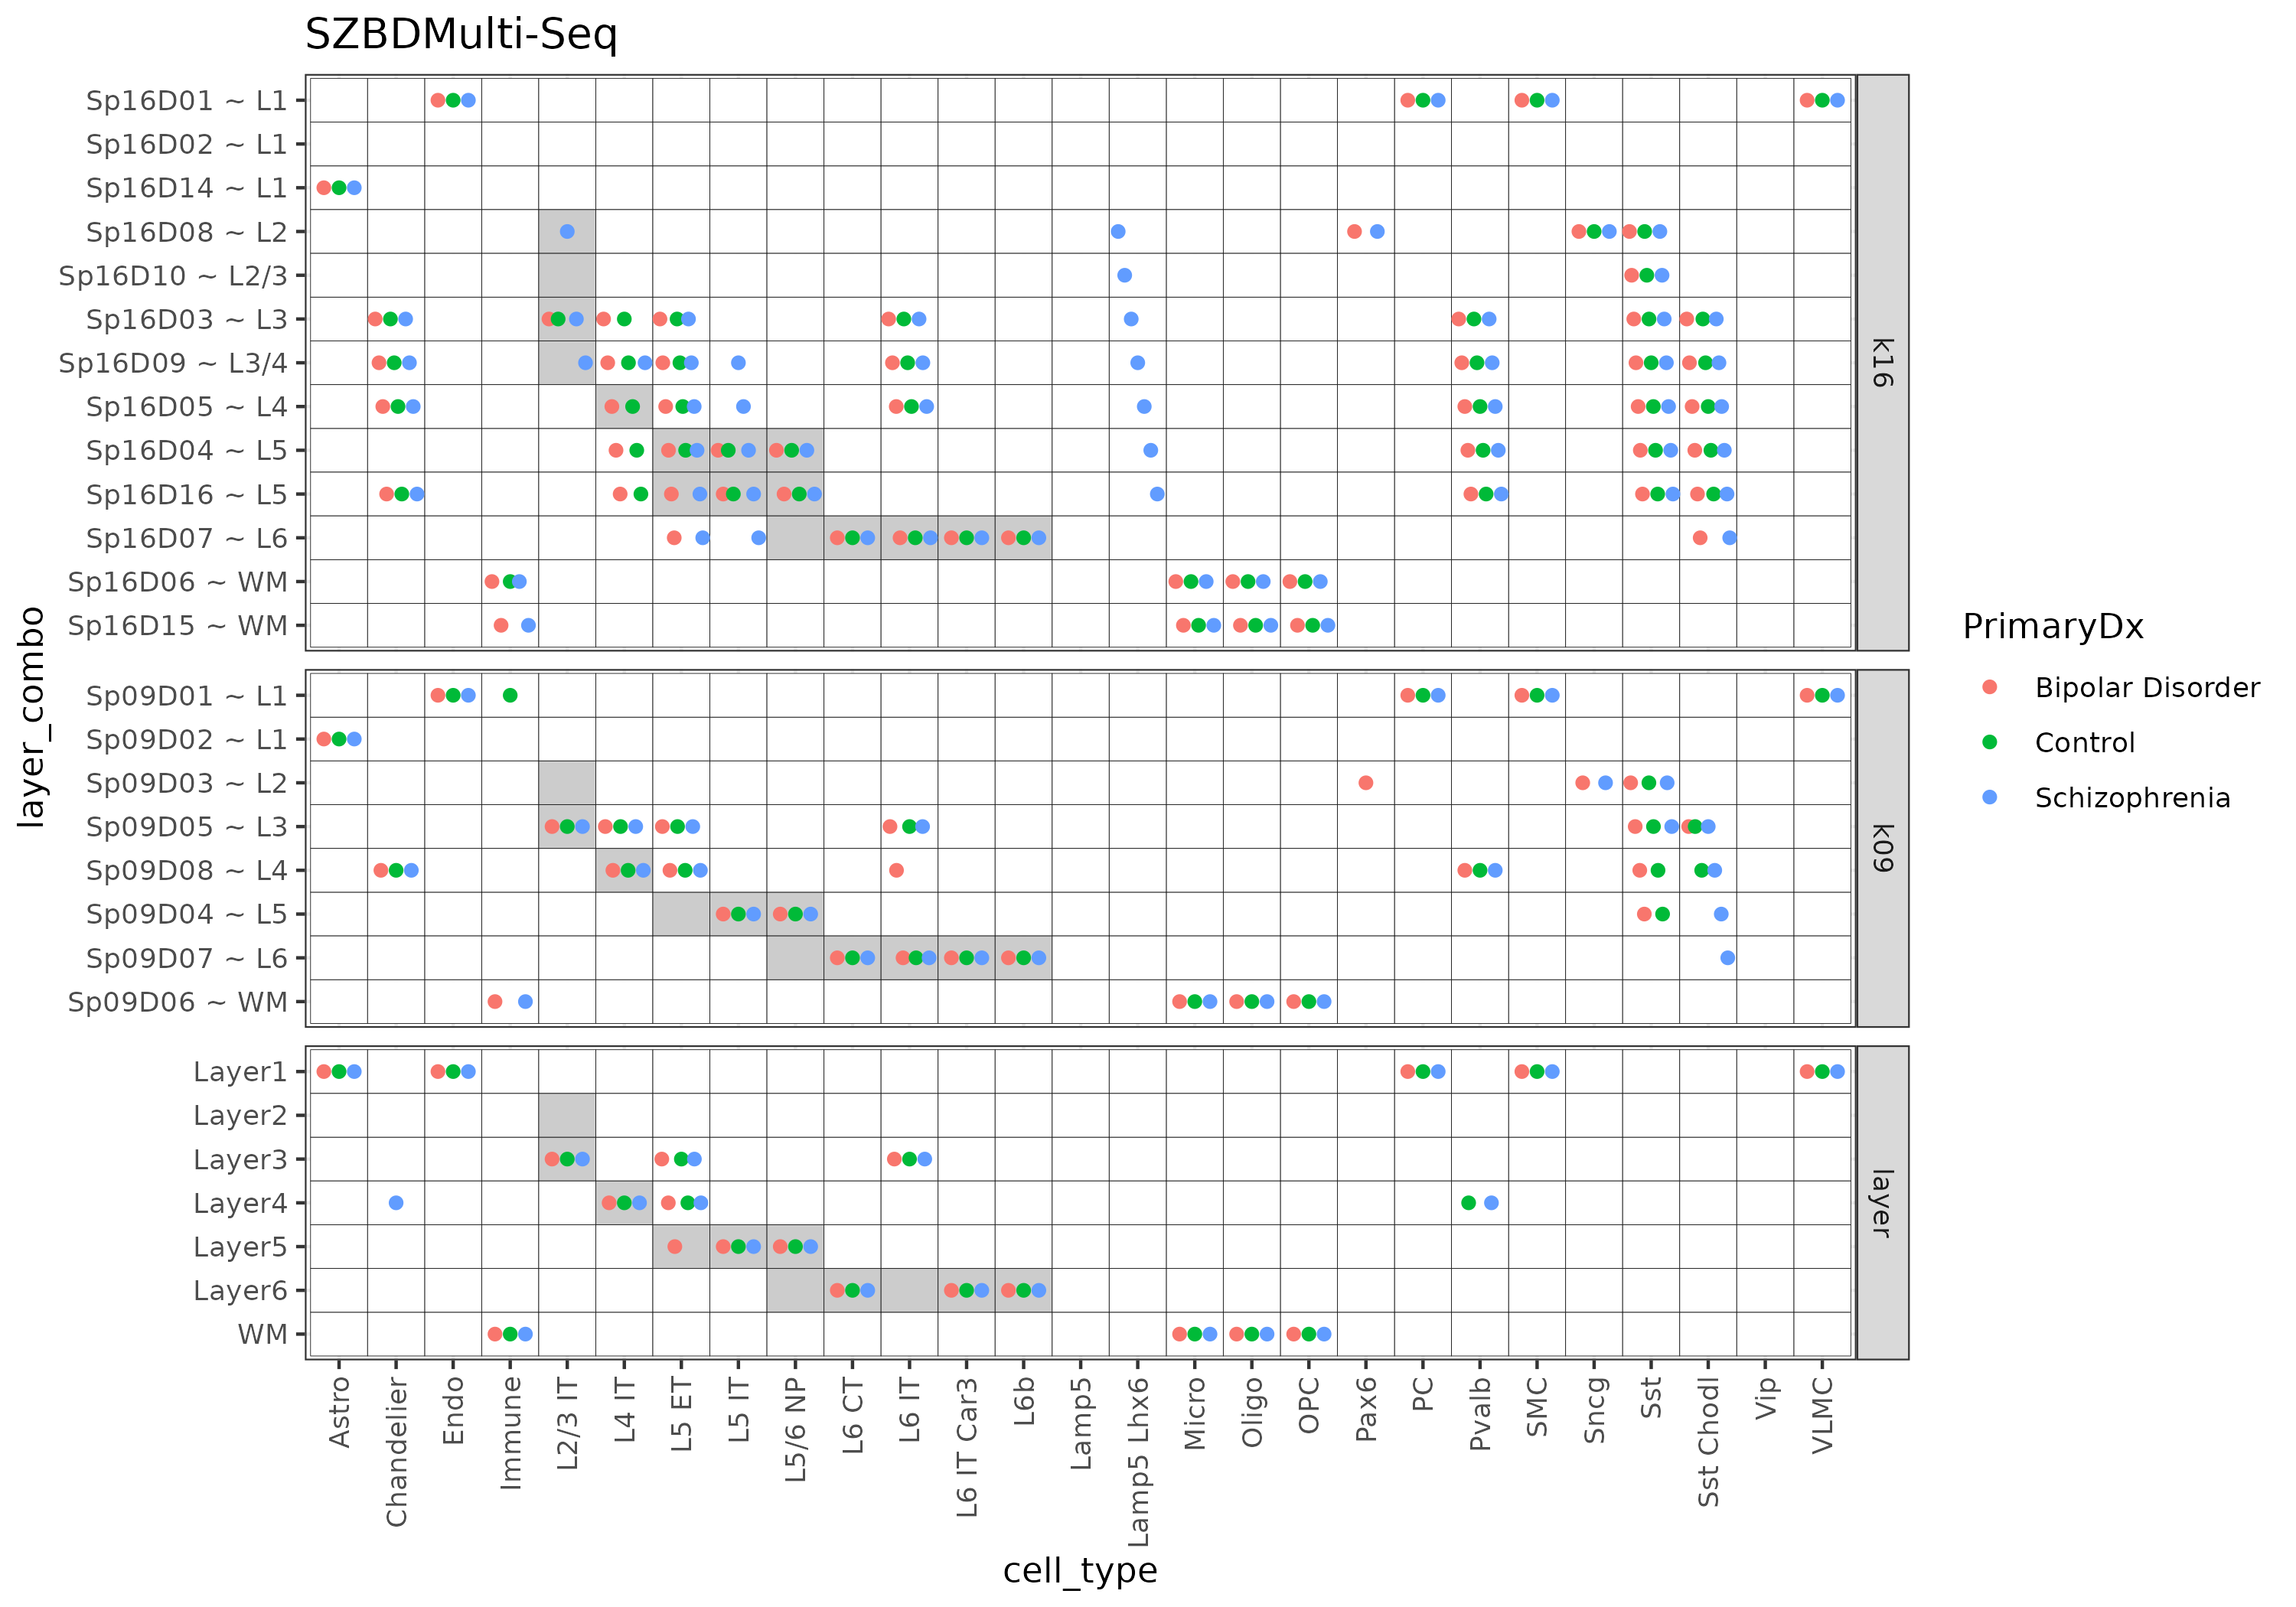 SZBDMulti-Seq
layer_combo
Sp16D01 ~ L1
Sp16D02 ~ L1
Sp16D14 ~ L1
Sp16D08 ~ L2
Sp16D10 ~ L2/3
Sp16D03 ~ L3
Sp16D09 ~ L3/4
Sp16D05 ~ L4
Sp16D04 ~ L5
Sp16D16 ~ L5
Sp16D07 ~ L6
Sp16D06 ~ WM
Sp16D15 ~ WM
k16
Sp09D01 ~ L1
Sp09D02 ~ L1
Sp09D03 ~ L2
Sp09D05 ~ L3
Sp09D08 ~ L4
Sp09D04 ~ L5
Sp09D07 ~ L6
Sp09D06 ~ WM
k09
Layer1
Layer2
Layer3
Layer4
Layer5
Layer6
WM
layer
Astro
Chandelier
Endo
Immune
L2/3 IT
L4 IT
L5 ET
L5 IT
L5/6 NP
L6 CT
L6 IT
L6 IT Car3
L6b
Lamp5
Lamp5 Lhx6
Micro
Oligo
OPC
Pax6
PC
Pvalb
SMC
Sncg
Sst
Sst Chodl
Vip
VLMC
cell_type
PrimaryDx
Bipolar Disorder
Control
Schizophrenia